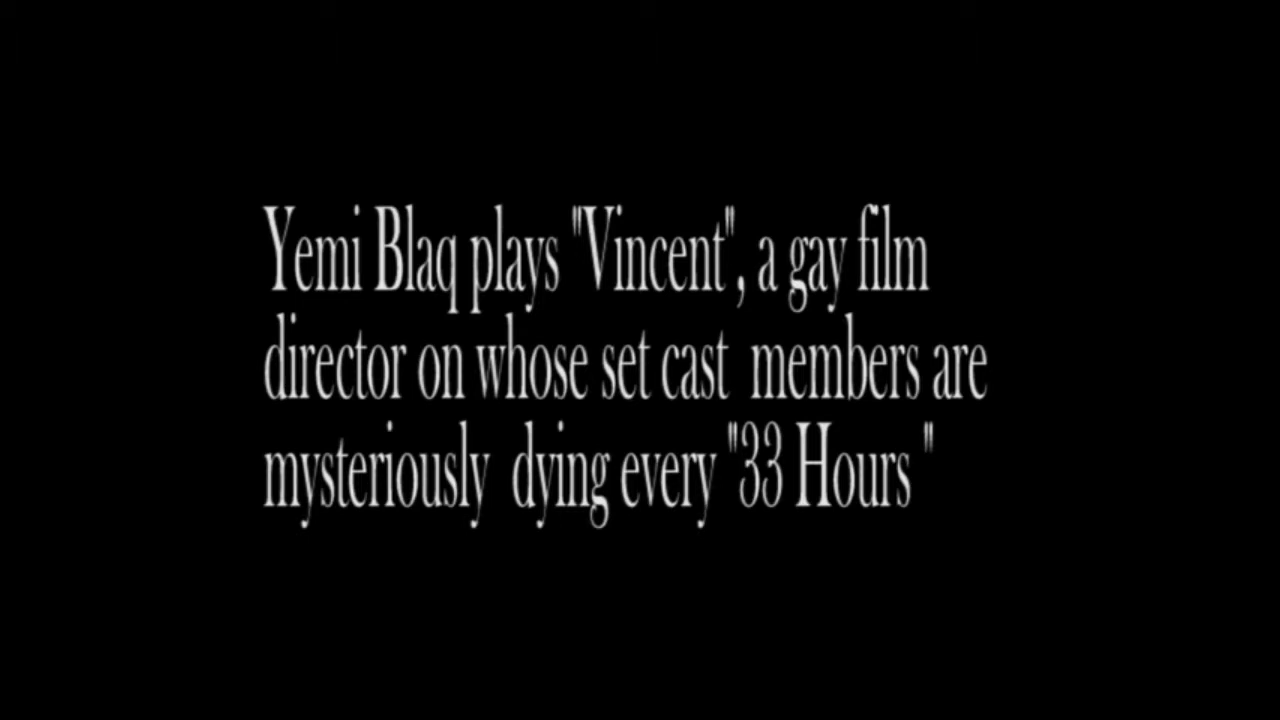 Yemi Blaq plays "Vincent", a gay film
director on whose set cast  members are
mysteriously  dying every "33 Hours "